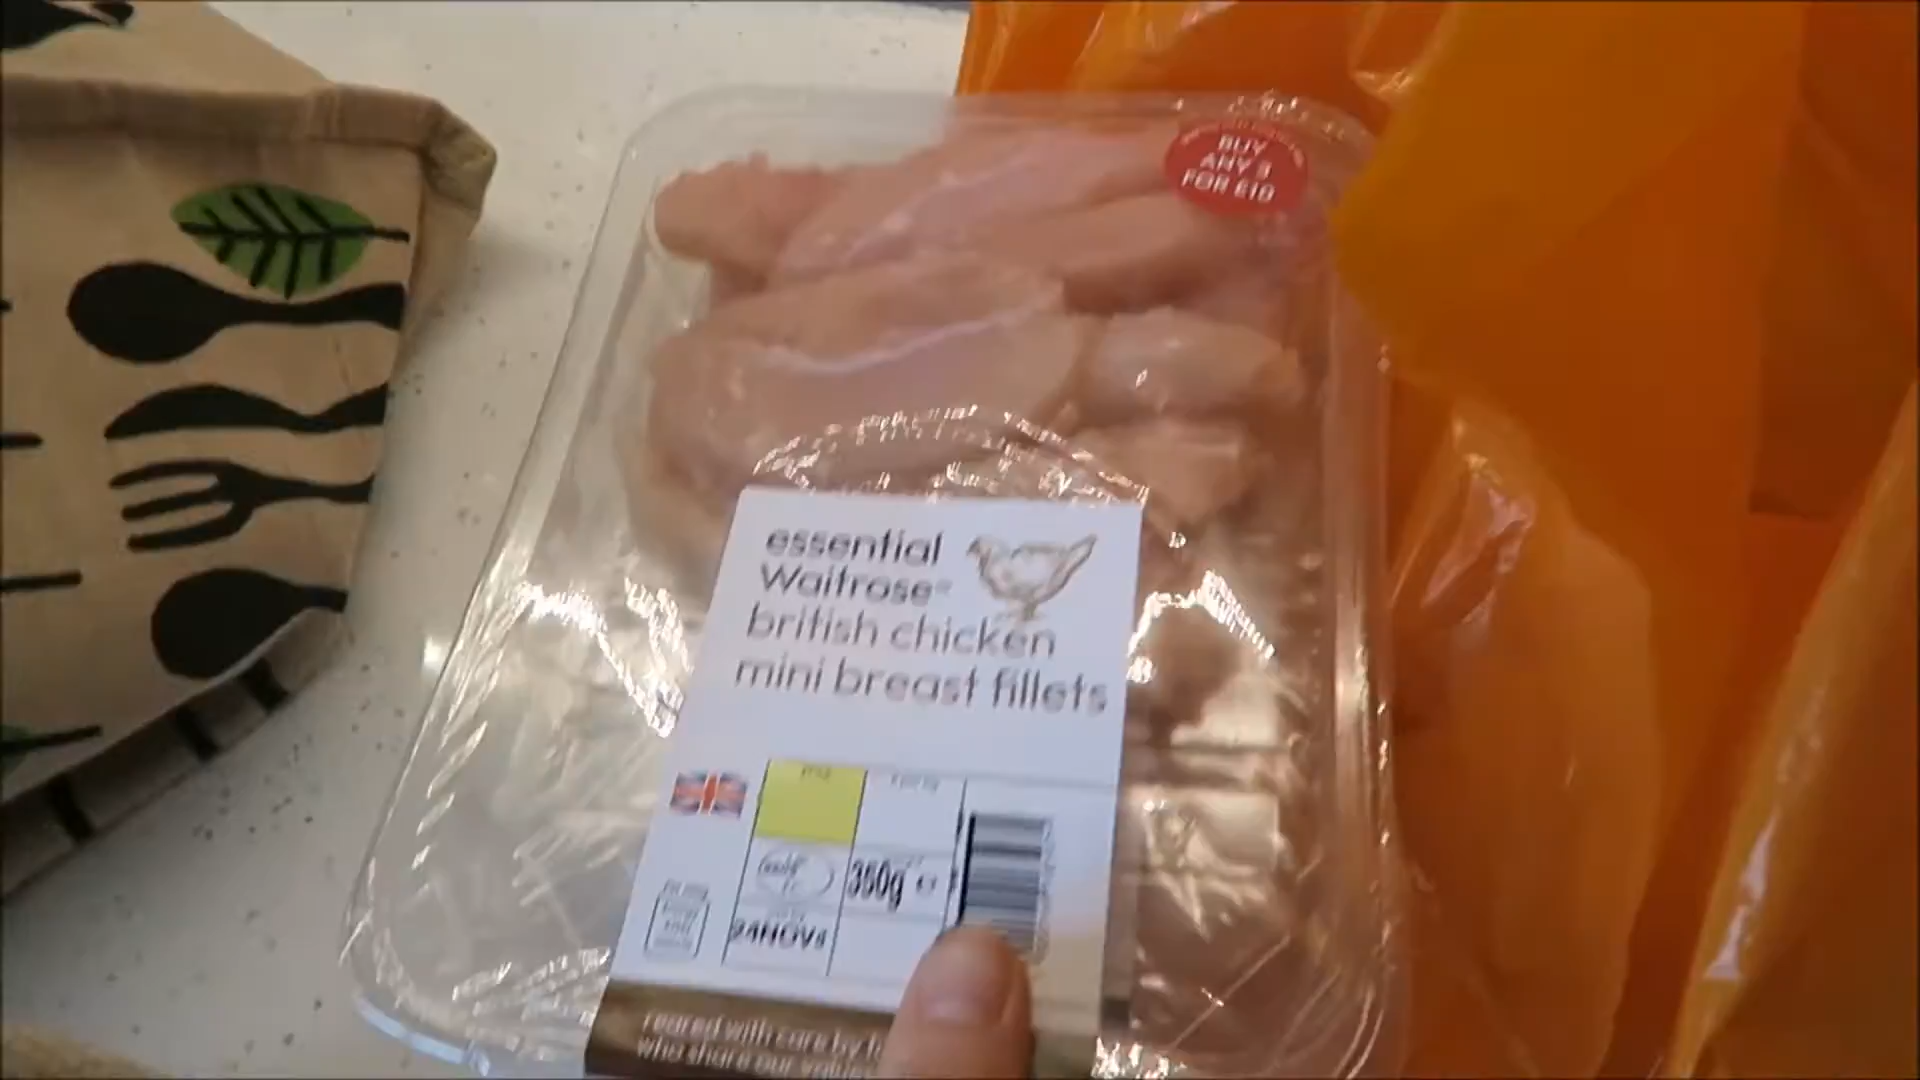 BUY
ANY 3
FOR £10
essential
Waitrose
british chicken
mini breast fillets
350g e
24NOV
reared with care by
who share our values